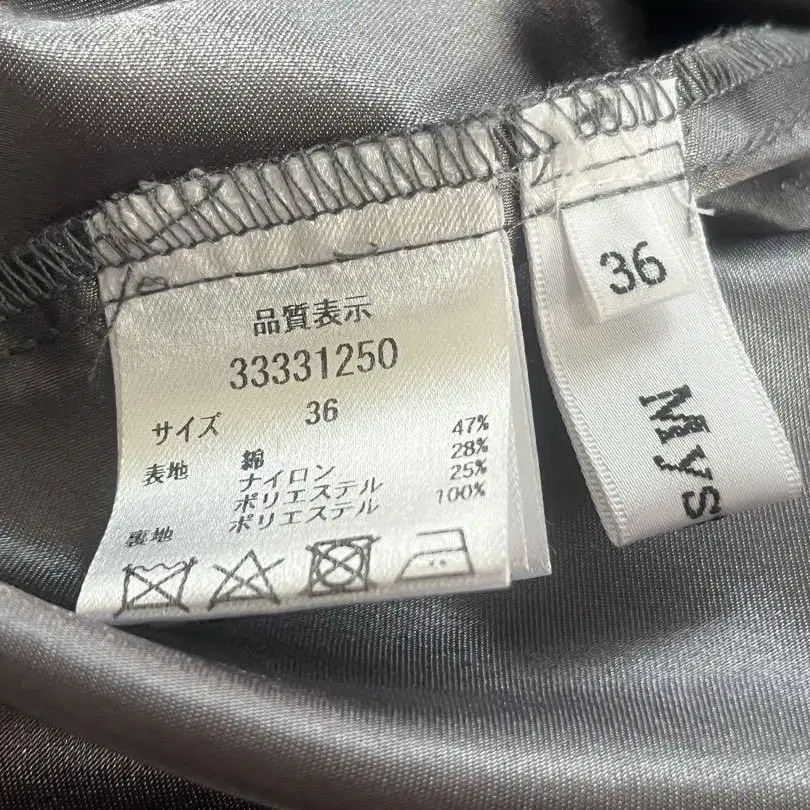 品質表示
33331250
サイズ 36
表地 綿 47%
ナイロン 28%
ポリエステル 25%
裏地 ポリエステル 100%
36
Mys